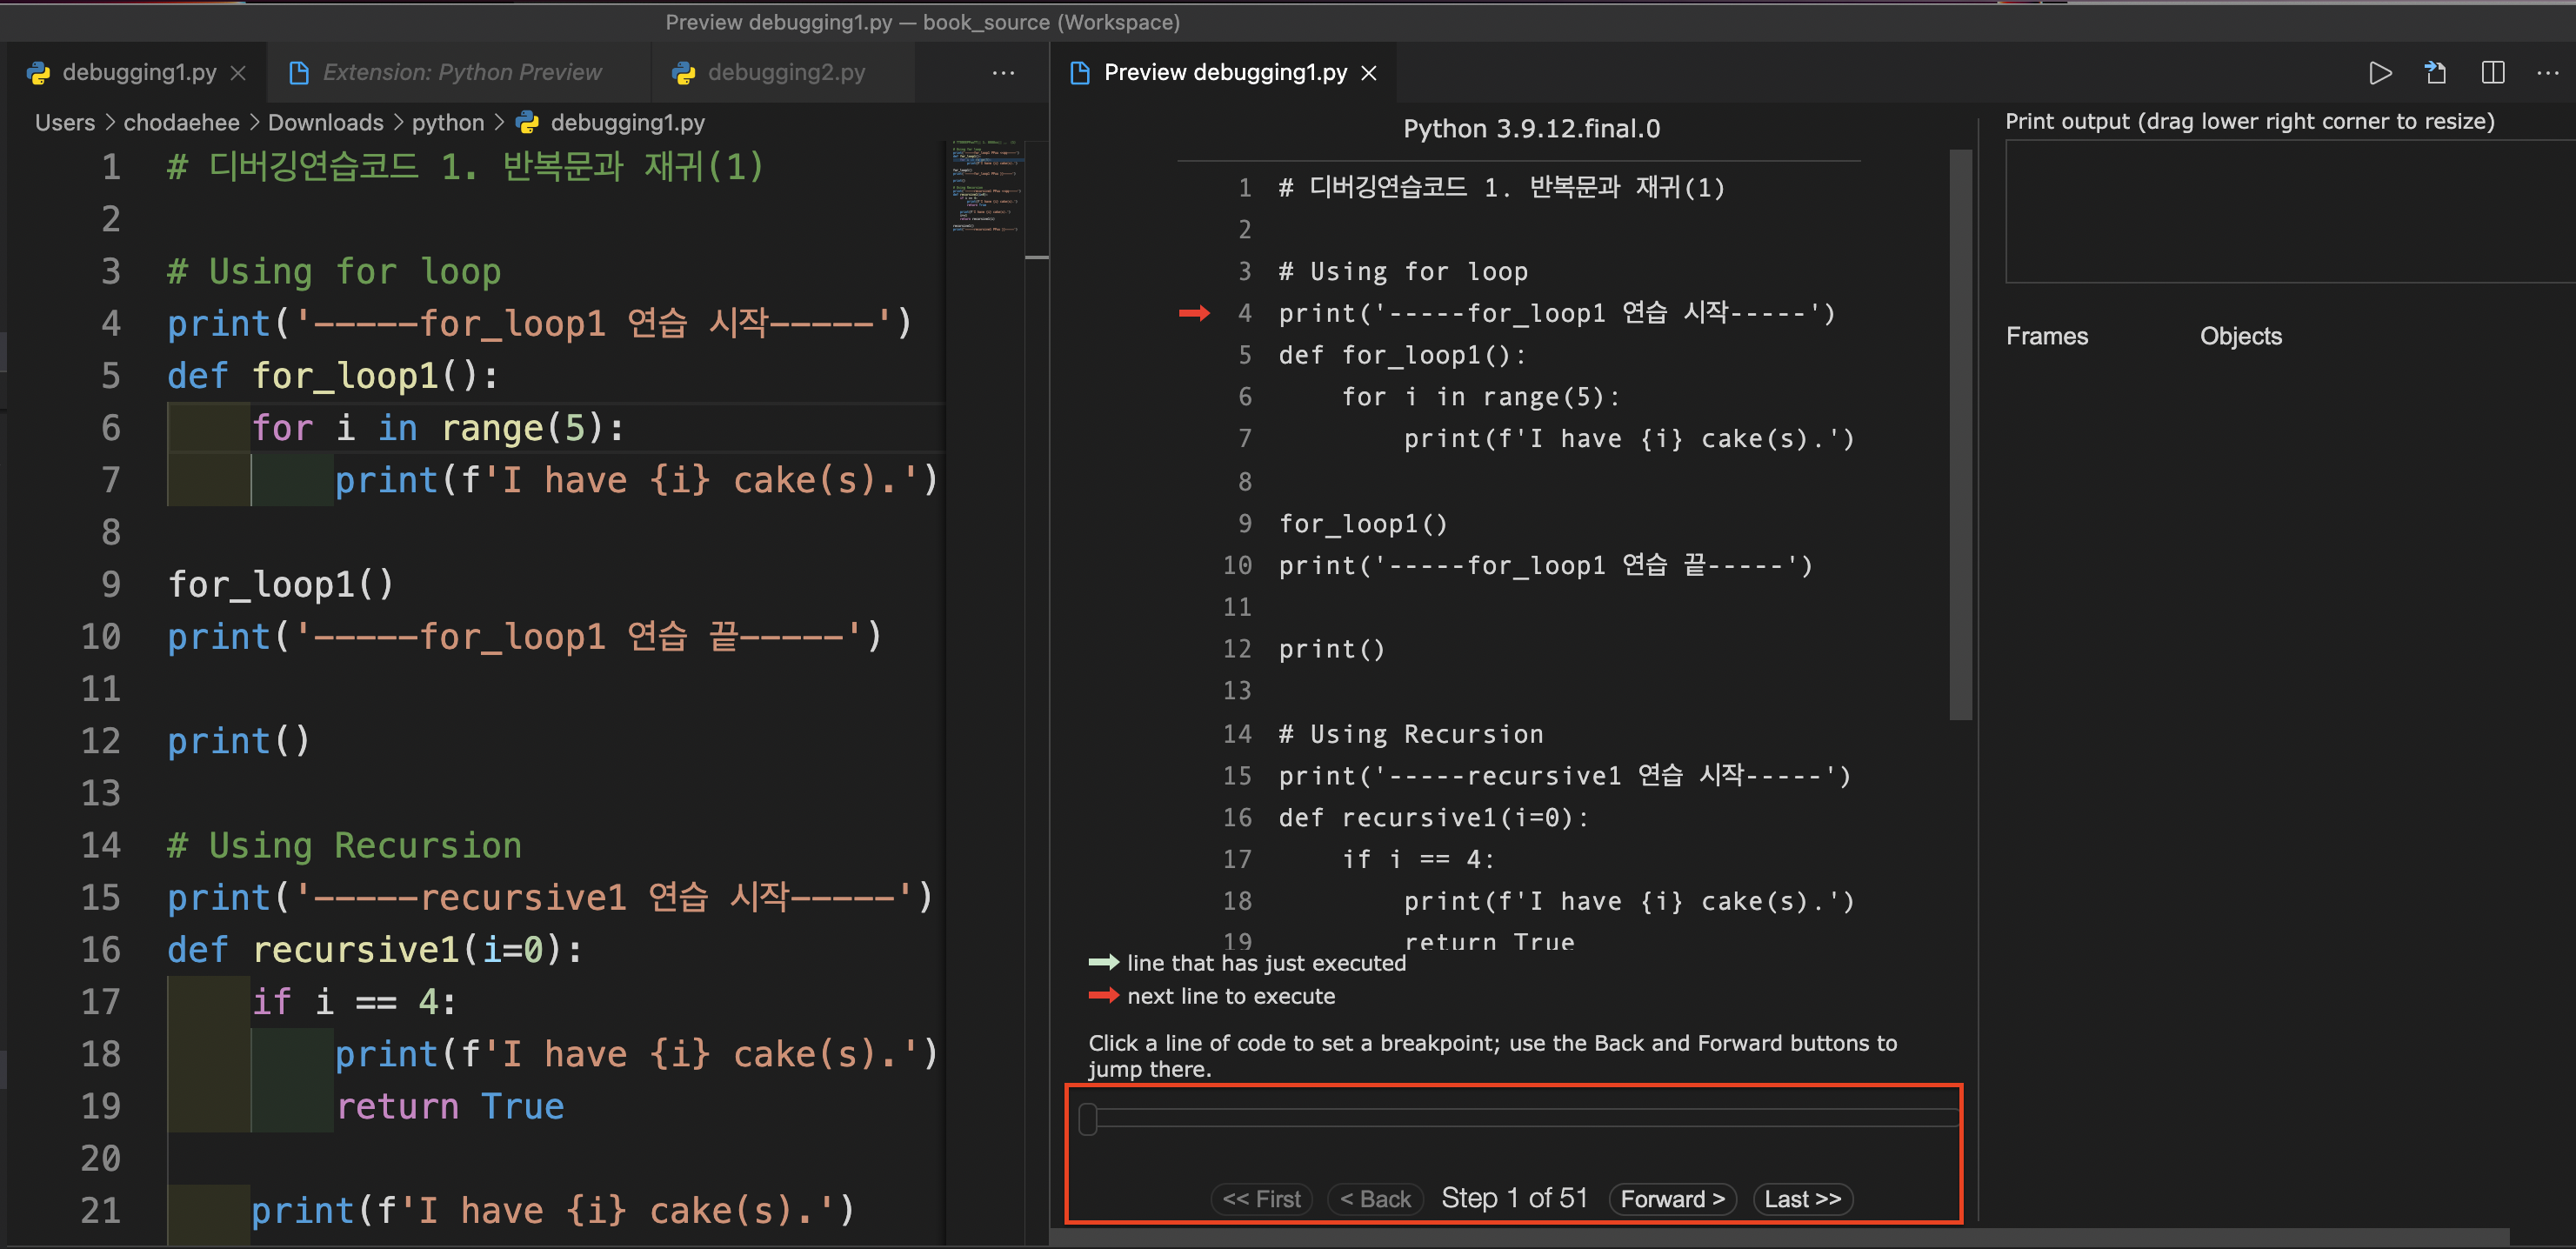 Preview debugging1.py — book_source (Workspace)
debugging1.py
Extension: Python Preview
debugging2.py
Users > chodaehee > Downloads > python > debugging1.py
1 # 디버깅연습코드 1. 반복문과 재귀(1)
2
3 # Using for loop
4 print('-----for_loop1 연습 시작-----')
5 def for_loop1():
6 for i in range(5):
7 print(f'I have {i} cake(s).')
8
9 for_loop1()
10 print('-----for_loop1 연습 끝-----')
11
12 print()
13
14 # Using Recursion
15 print('-----recursive1 연습 시작-----')
16 def recursive1(i=0):
17 if i == 4:
18 print(f'I have {i} cake(s).')
19 return True
20
21 print(f'I have {i} cake(s).')
Preview debugging1.py
Python 3.9.12.final.0
1 # 디버깅연습코드 1. 반복문과 재귀(1)
2
3 # Using for loop
4 print('-----for_loop1 연습 시작-----')
5 def for_loop1():
6 for i in range(5):
7 print(f'I have {i} cake(s).')
8
9 for_loop1()
10 print('-----for_loop1 연습 끝-----')
11
12 print()
13
14 # Using Recursion
15 print('-----recursive1 연습 시작-----')
16 def recursive1(i=0):
17 if i == 4:
18 print(f'I have {i} cake(s).')
19 return True
line that has just executed
next line to execute
Click a line of code to set a breakpoint; use the Back and Forward buttons to
jump there.
<< First < Back Step 1 of 51 Forward > Last >>
Print output (drag lower right corner to resize)
Frames Objects